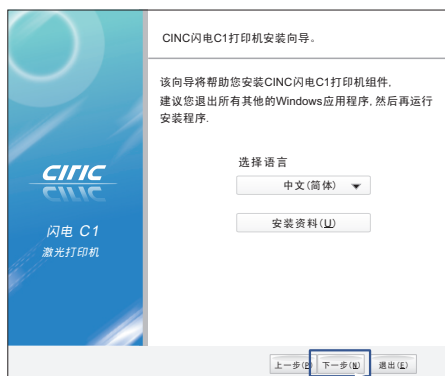 CINC闪电C1打印机安装向导。
该向导将帮助您安装CINC闪电C1打印机组件,
建议您退出所有其他的Windows应用程序, 然后再运行
安装程序.
CINC
选择语言
中文(简体)
安装资料(U)
闪电 C1
激光打印机
上一步(P)
下一步(N)
退出(E)